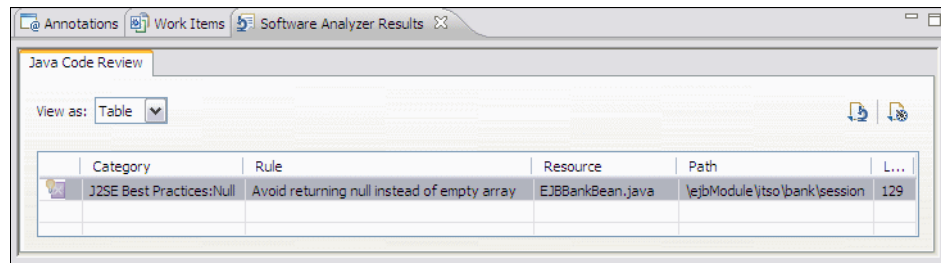 Annotations Work Items Software Analyzer Results
Java Code Review
View as: Table
Category Rule Resource Path L...
J2SE Best Practices:Null Avoid returning null instead of empty array EJBBankBean.java \ejbModule\itso\bank\session 129